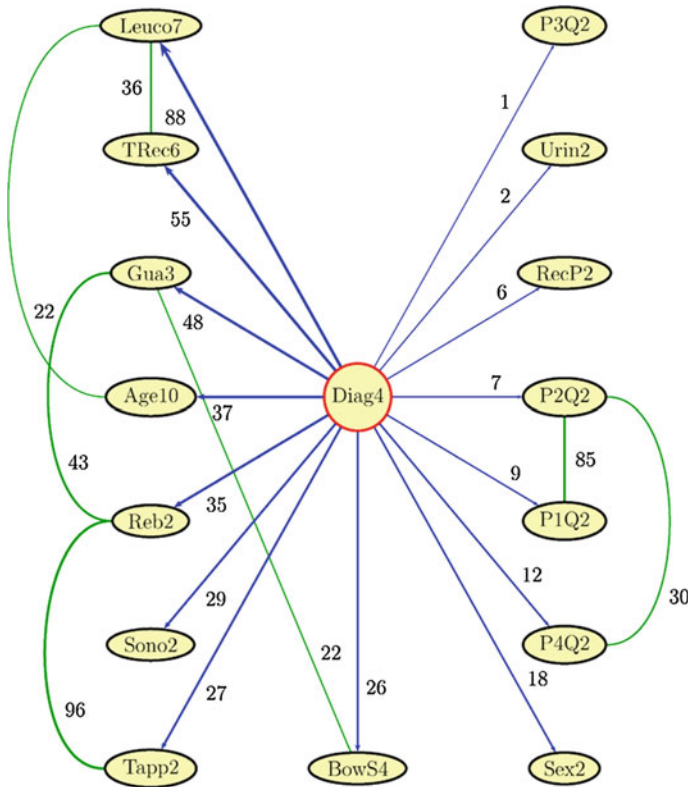 Leuco7
P3Q2
36
88
1
TRec6
Urin2
55
2
Gua3
RecP2
22
48
6
Age10
37
Diag4
7
P2Q2
43
35
9
85
Reb2
P1Q2
29
12
30
Sono2
P4Q2
96
27
22
26
18
Tapp2
BowS4
Sex2